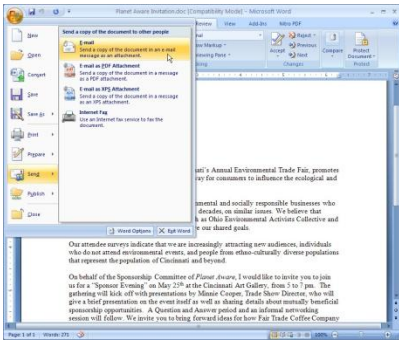 Planet Aware Invitation.doc [Compatibility Mode] - Microsoft Word
Review View Add-Ins Nitro PDF
New
Open
Convert
Save
Save As
Print
Prepare
Send
Publish
Close
Send a copy of the document to other people
E-mail
Send a copy of the document in an e-mail
message as an attachment.
E-mail as PDF Attachment
Send a copy of this document in a message
as a PDF attachment.
E-mail as XPS Attachment
Send a copy of this document in a message
as an XPS attachment.
Internet Fax
Use an Internet fax service to fax the
document.
Word Options Exit Word
Accept Reject
Previous
Next
Changes
Compare
Protect
Document
Protect
ati's Annual Environmental Trade Fair, promotes
ay for consumers to influence the ecological and
nmental and socially responsible businesses who
decades, on similar issues. We believe that
h as Ohio Environmental Activists Collective and
e our shared goals.
Our attendee surveys indicate that we are increasingly attracting new audiences, individuals
who do not attend environmental events, and people from ethno-culturally diverse populations
that represent the population of Cincinnati and beyond.
On behalf of the Sponsorship Committee of Planet Aware, I would like to invite you to join
us for a "Sponsor Evening" on May 25th at the Cincinnati Art Gallery, from 5 to 7 pm. The
gathering will kick off with presentations by Minnie Cooper, Trade Show Director, who will
give a brief presentation on the event itself as well as sharing details about mutually beneficial
sponsorship opportunities. A Question and Answer period and an informal networking
session will follow. We invite you to bring forward ideas for how Fair Trade Coffee Company
Page 1 of 1 Words: 275 100%